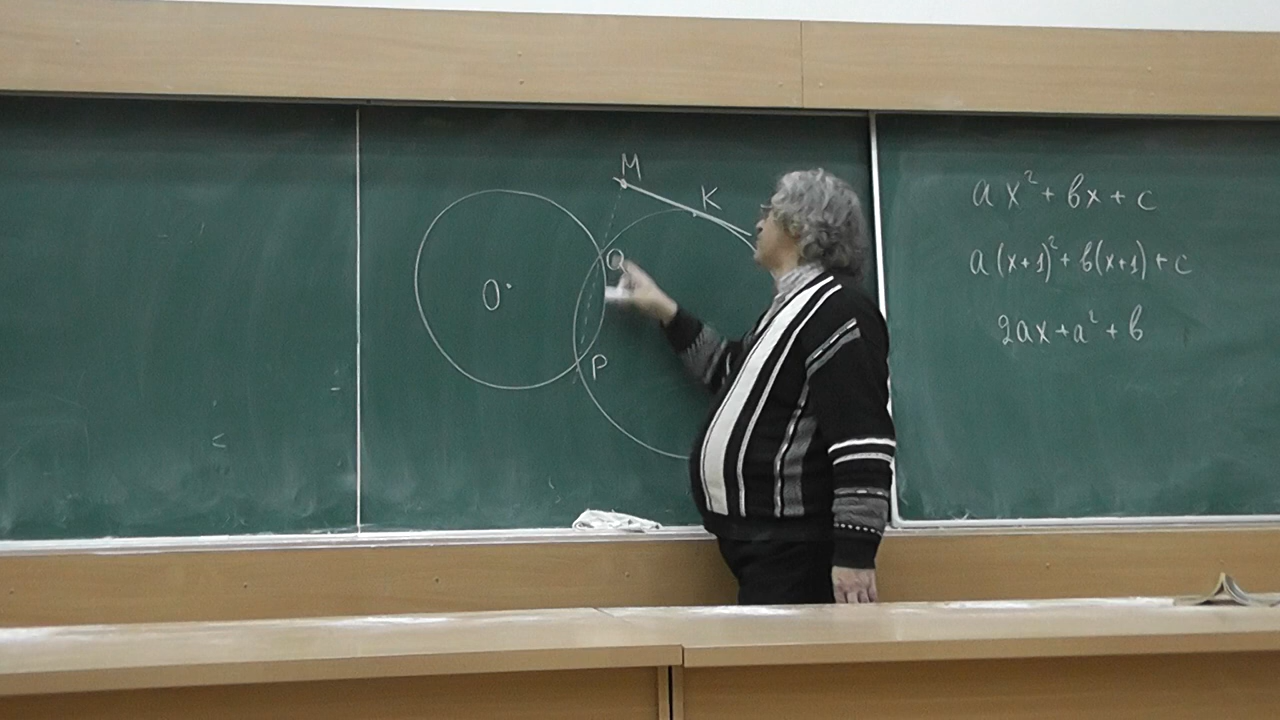 M
K
Q
O
P
ax² + bx + c
a(x+1)² + b(x+1) + c
2ax + a² + b